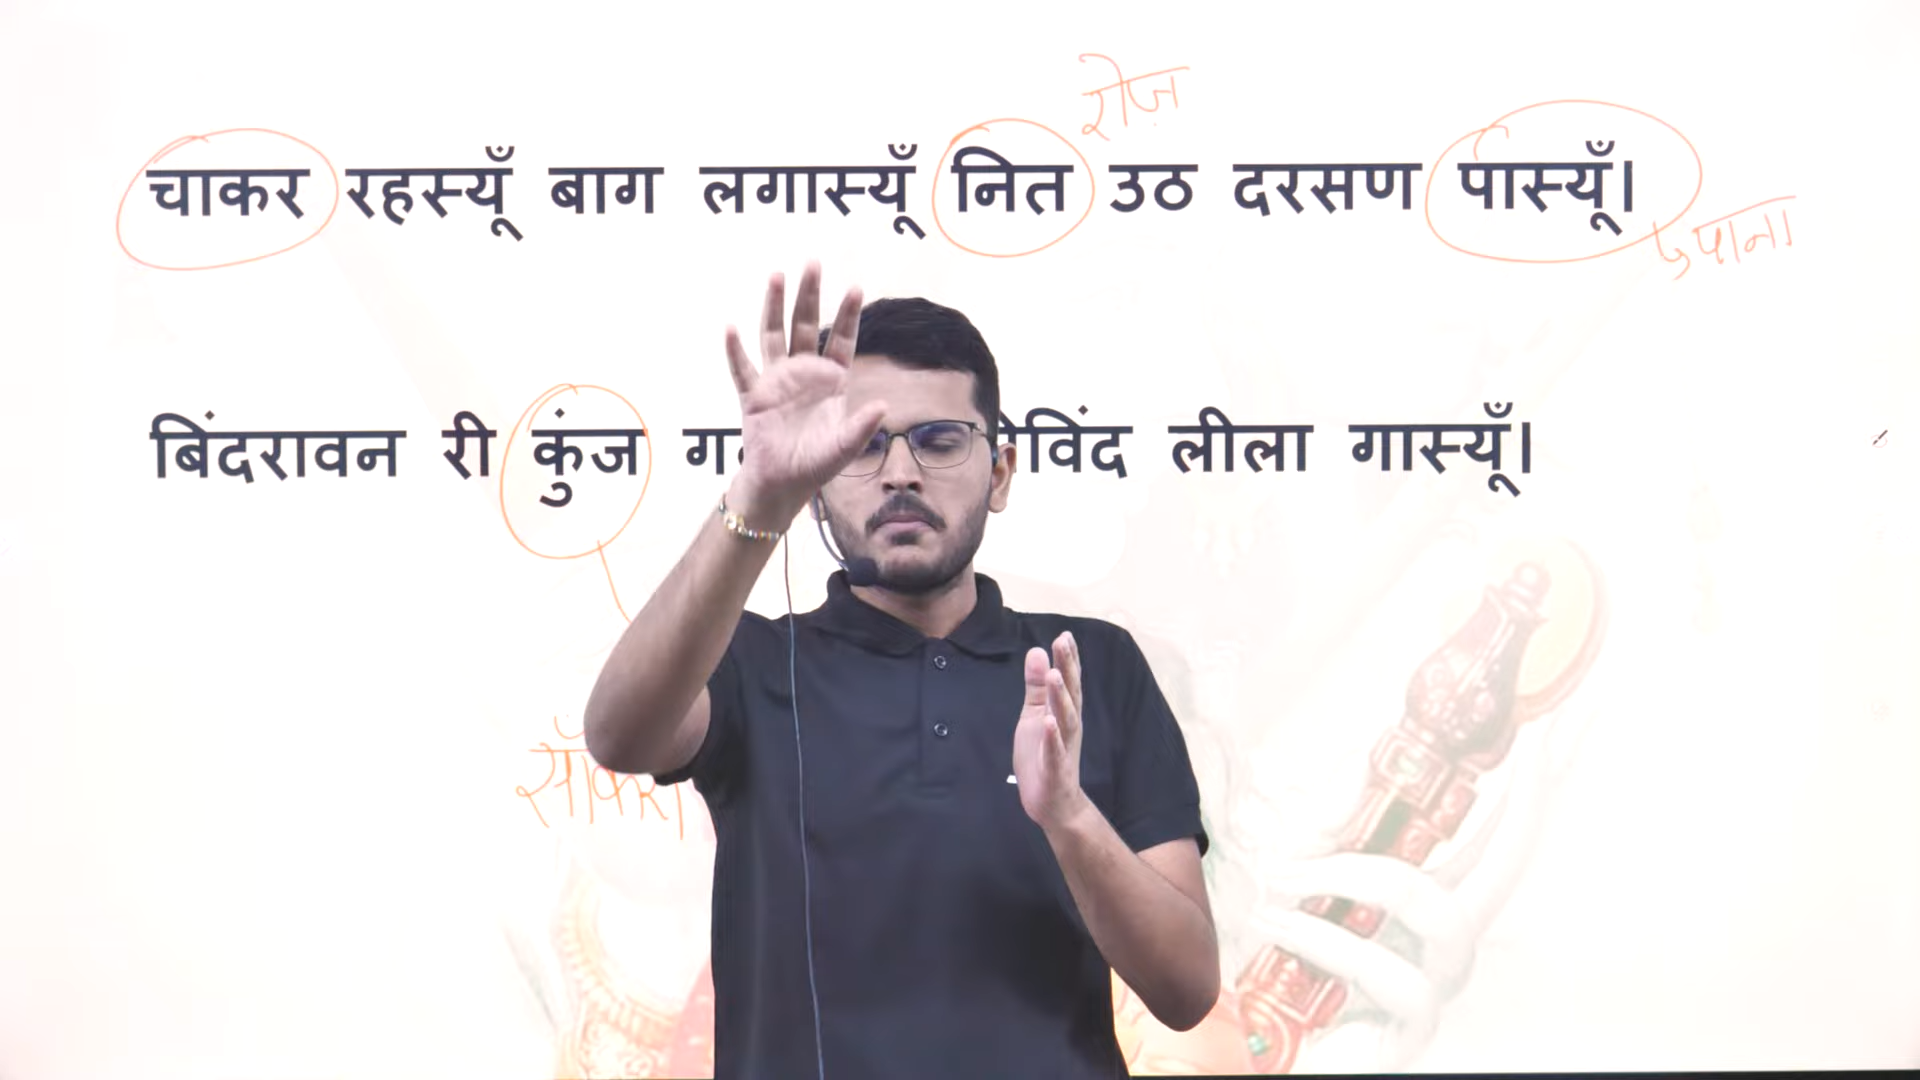 रोज़
चाकर रहस्यूँ बाग लगास्यूँ नित उठ दरसण पास्यूँ।
पाना
बिंदरावन री कुंज विंद लीला गास्यूँ।
साँकरी